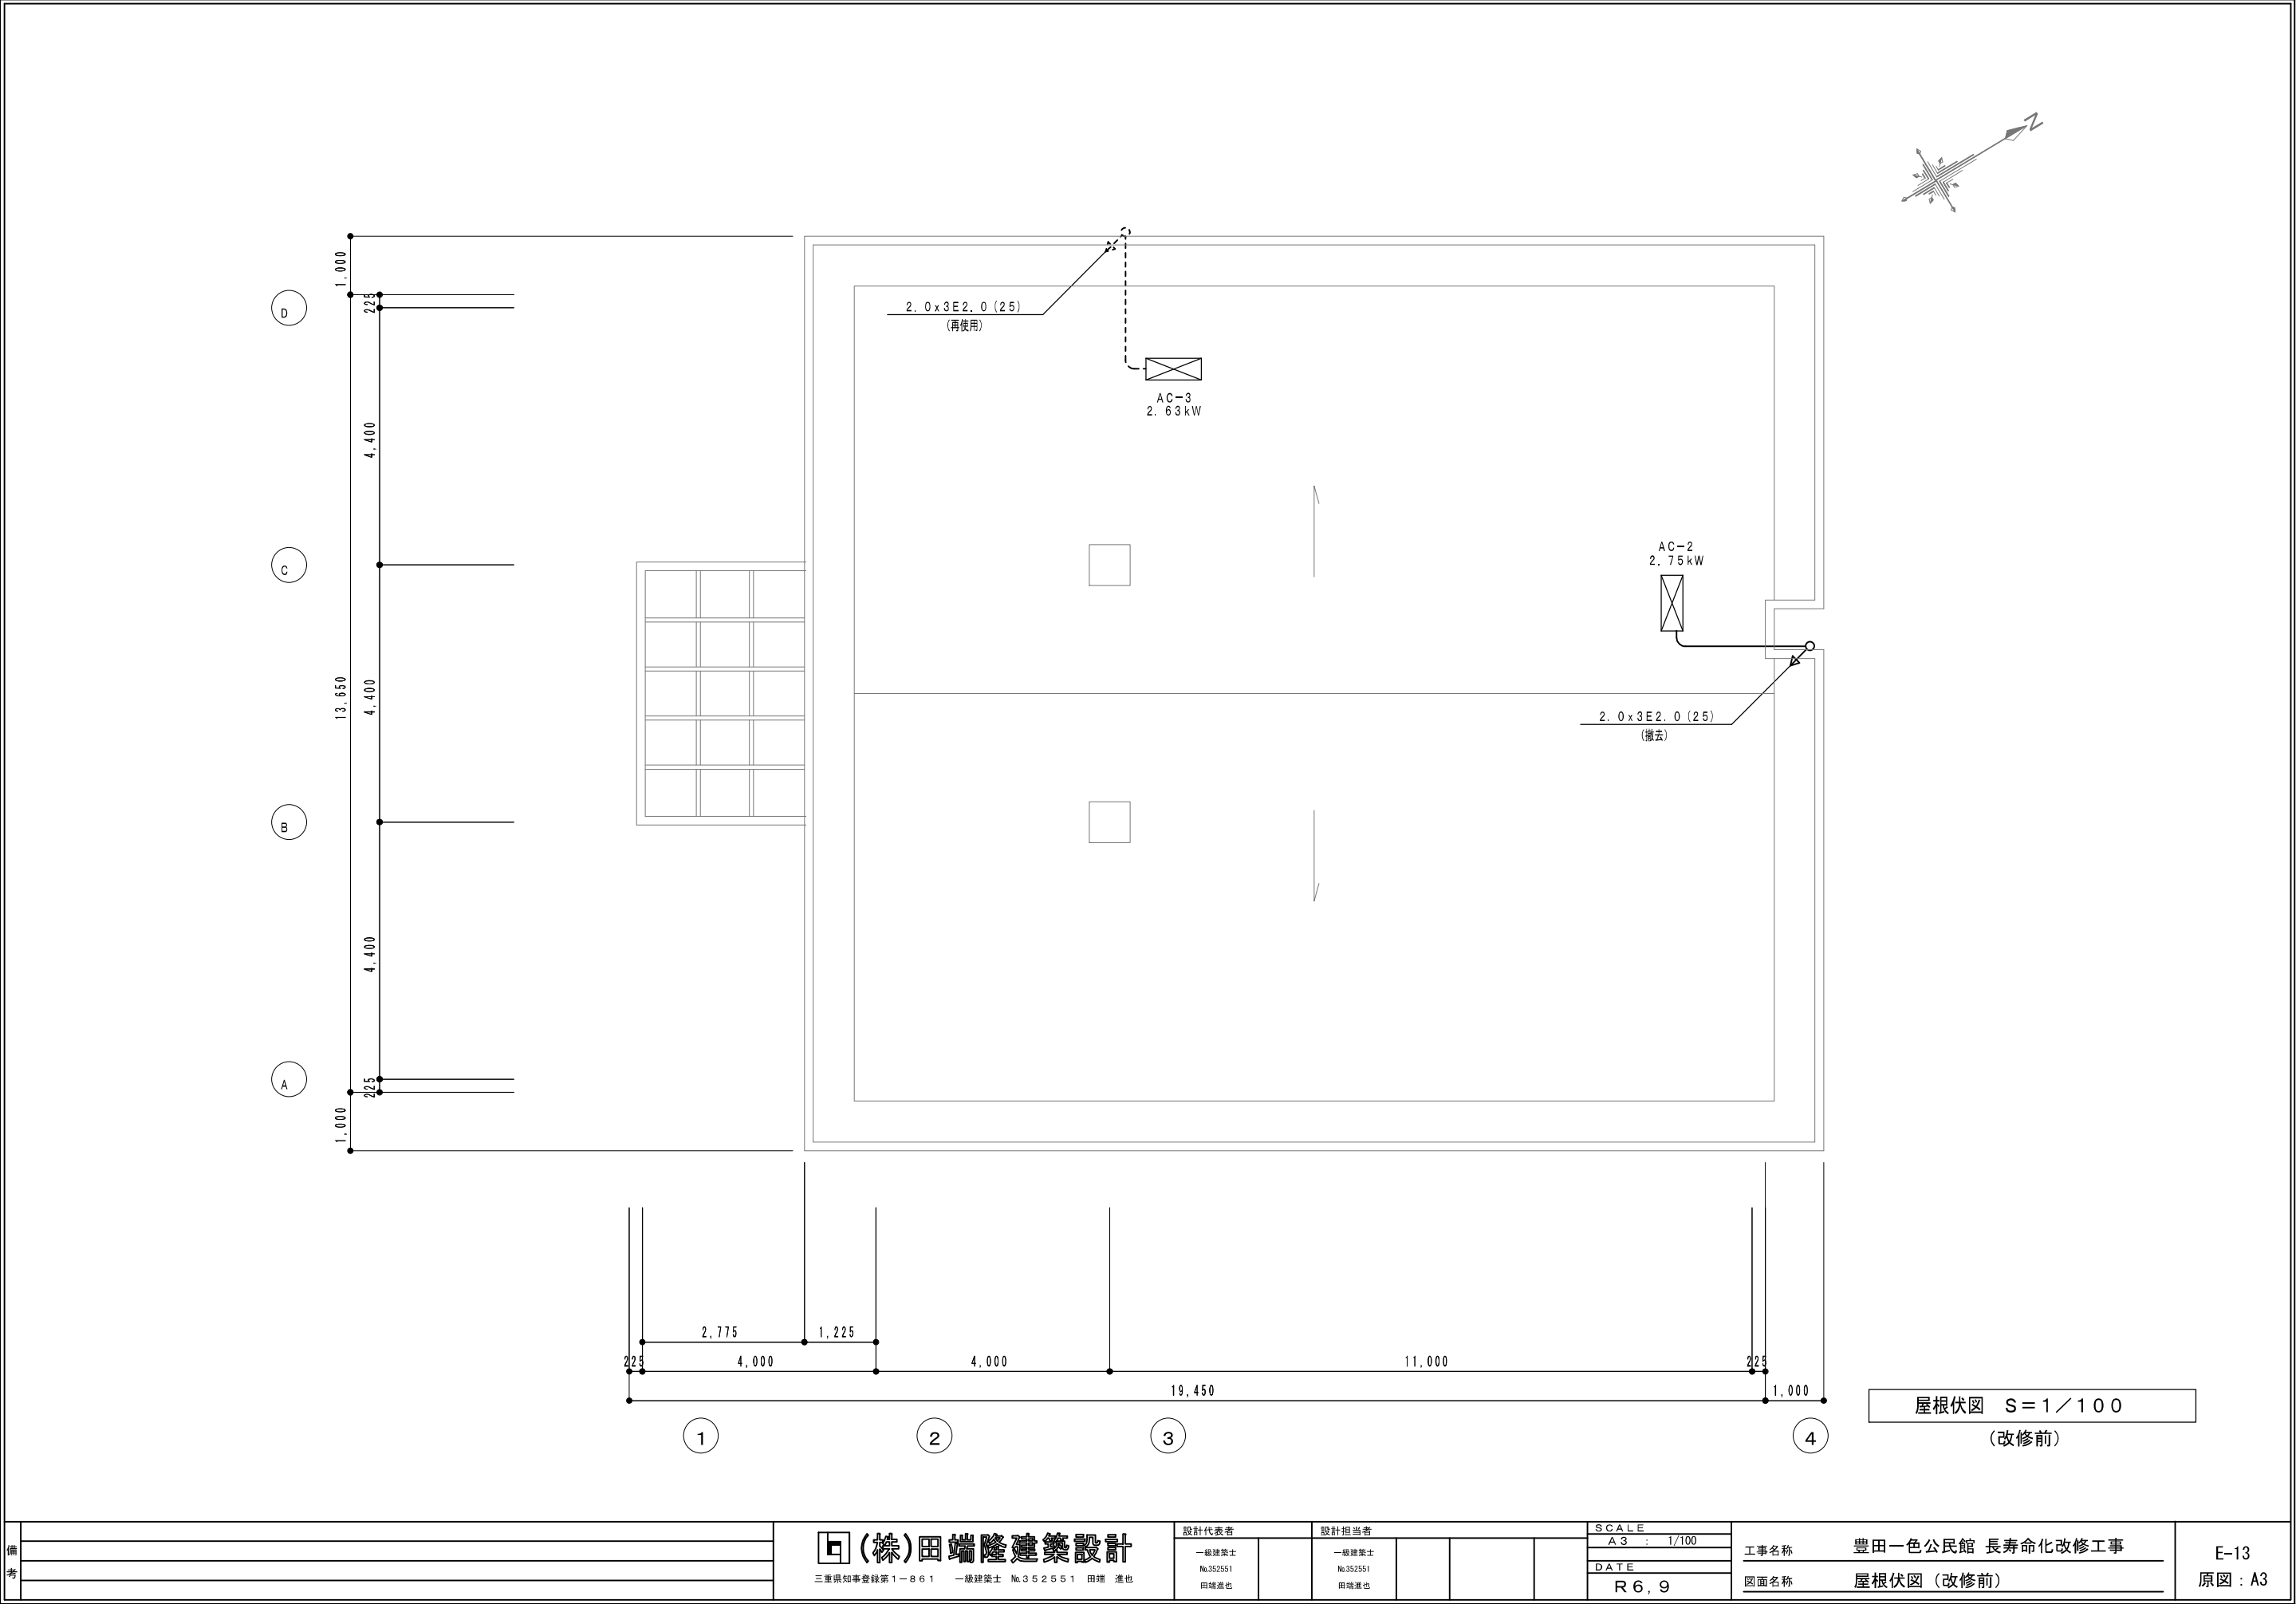 N
1,000
225
D
2.0x3E2.0(25)
(再使用)
AC-3
2.63kW
4,400
C
AC-2
2.75kW
13,650
4,400
2.0x3E2.0(25)
(撤去)
B
4,400
A
225
1,000
2,775
1,225
225
4,000
4,000
11,000
225
19,450
1,000
1
2
3
4
屋根伏図 S=1/100
(改修前)
備考
(株)田端隆建築設計
三重県知事登録第1-861 一級建築士 №352551 田端 進也
設計代表者
一級建築士
№352551
田端進也
設計担当者
一級建築士
№352551
田端進也
SCALE
A3 : 1/100
DATE
R6,9
工事名称 豊田一色公民館 長寿命化改修工事
図面名称 屋根伏図(改修前)
E-13
原図:A3